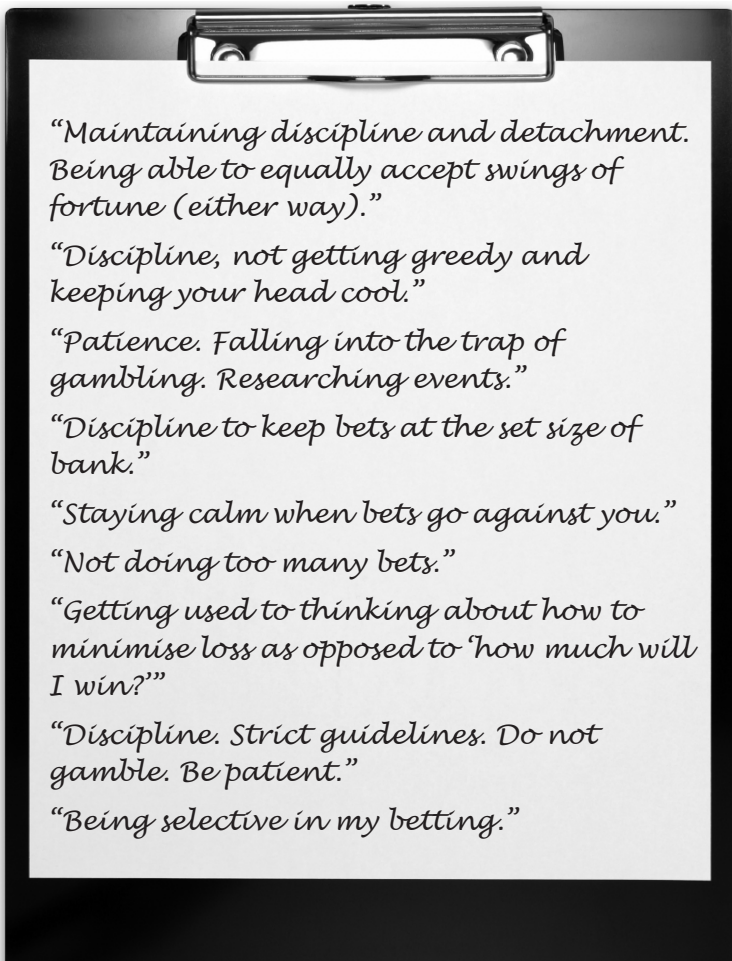 “Maintaining discipline and detachment.
Being able to equally accept swings of
fortune (either way).”
“Discipline, not getting greedy and
keeping your head cool.”
“Patience. Falling into the trap of
gambling. Researching events.”
“Discipline to keep bets at the set size of
bank.”
“Staying calm when bets go against you.”
“Not doing too many bets.”
“Getting used to thinking about how to
minimise loss as opposed to ‘how much will
I win?’”
“Discipline. Strict guidelines. Do not
gamble. Be patient.”
“Being selective in my betting.”